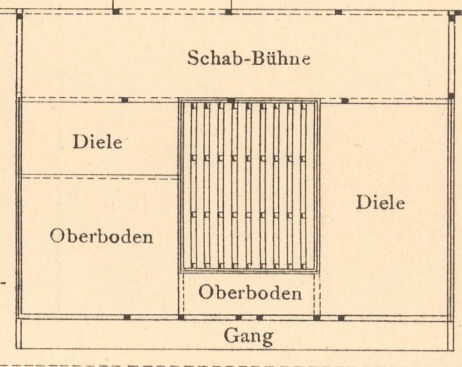 Schab-Bühne
Diele
Diele
Oberboden
Oberboden
Gang